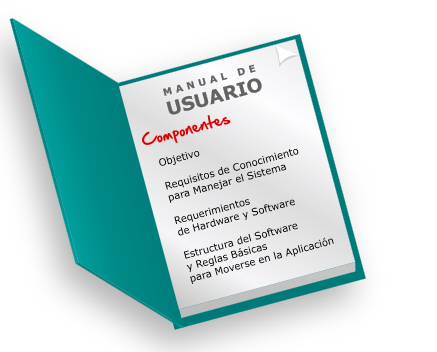 MANUAL DE
USUARIO
Componentes
Objetivo
Requisitos de Conocimiento
para Manejar el Sistema
Requerimientos
de Hardware y Software
Estructura del Software
y Reglas Básicas
para Moverse en la Aplicación